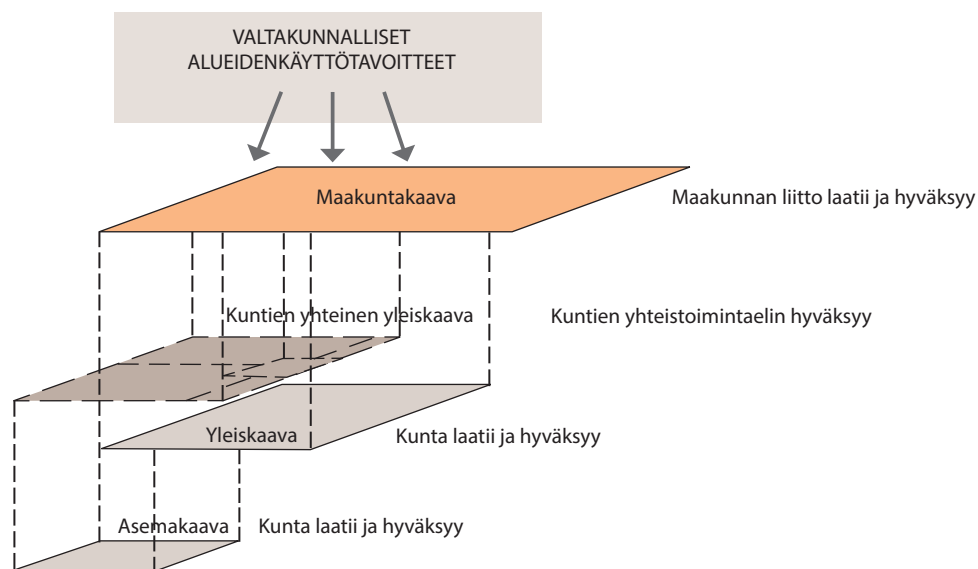 VALTAKUNNALLISET
ALUEIDENKÄYTTÖTAVOITTEET
Maakuntakaava
Maakunnan liitto laatii ja hyväksyy
Kuntien yhteinen yleiskaava
Kuntien yhteistoimintaelin hyväksyy
Yleiskaava
Kunta laatii ja hyväksyy
Asemakaava
Kunta laatii ja hyväksyy